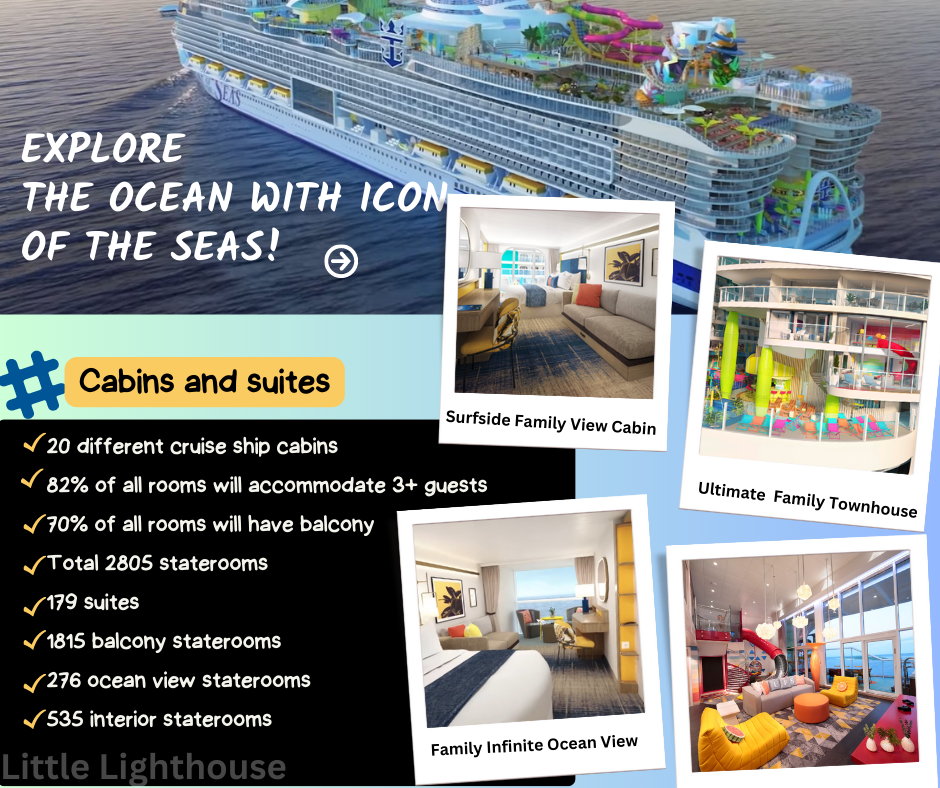 SEAS
EXPLORE
THE OCEAN WITH ICON
OF THE SEAS!
Surfside Family View Cabin
Ultimate Family Townhouse
# Cabins and suites
20 different cruise ship cabins
82% of all rooms will accommodate 3+ guests
70% of all rooms will have balcony
Total 2805 staterooms
179 suites
1815 balcony staterooms
276 ocean view staterooms
535 interior staterooms
Family Infinite Ocean View
Little Lighthouse